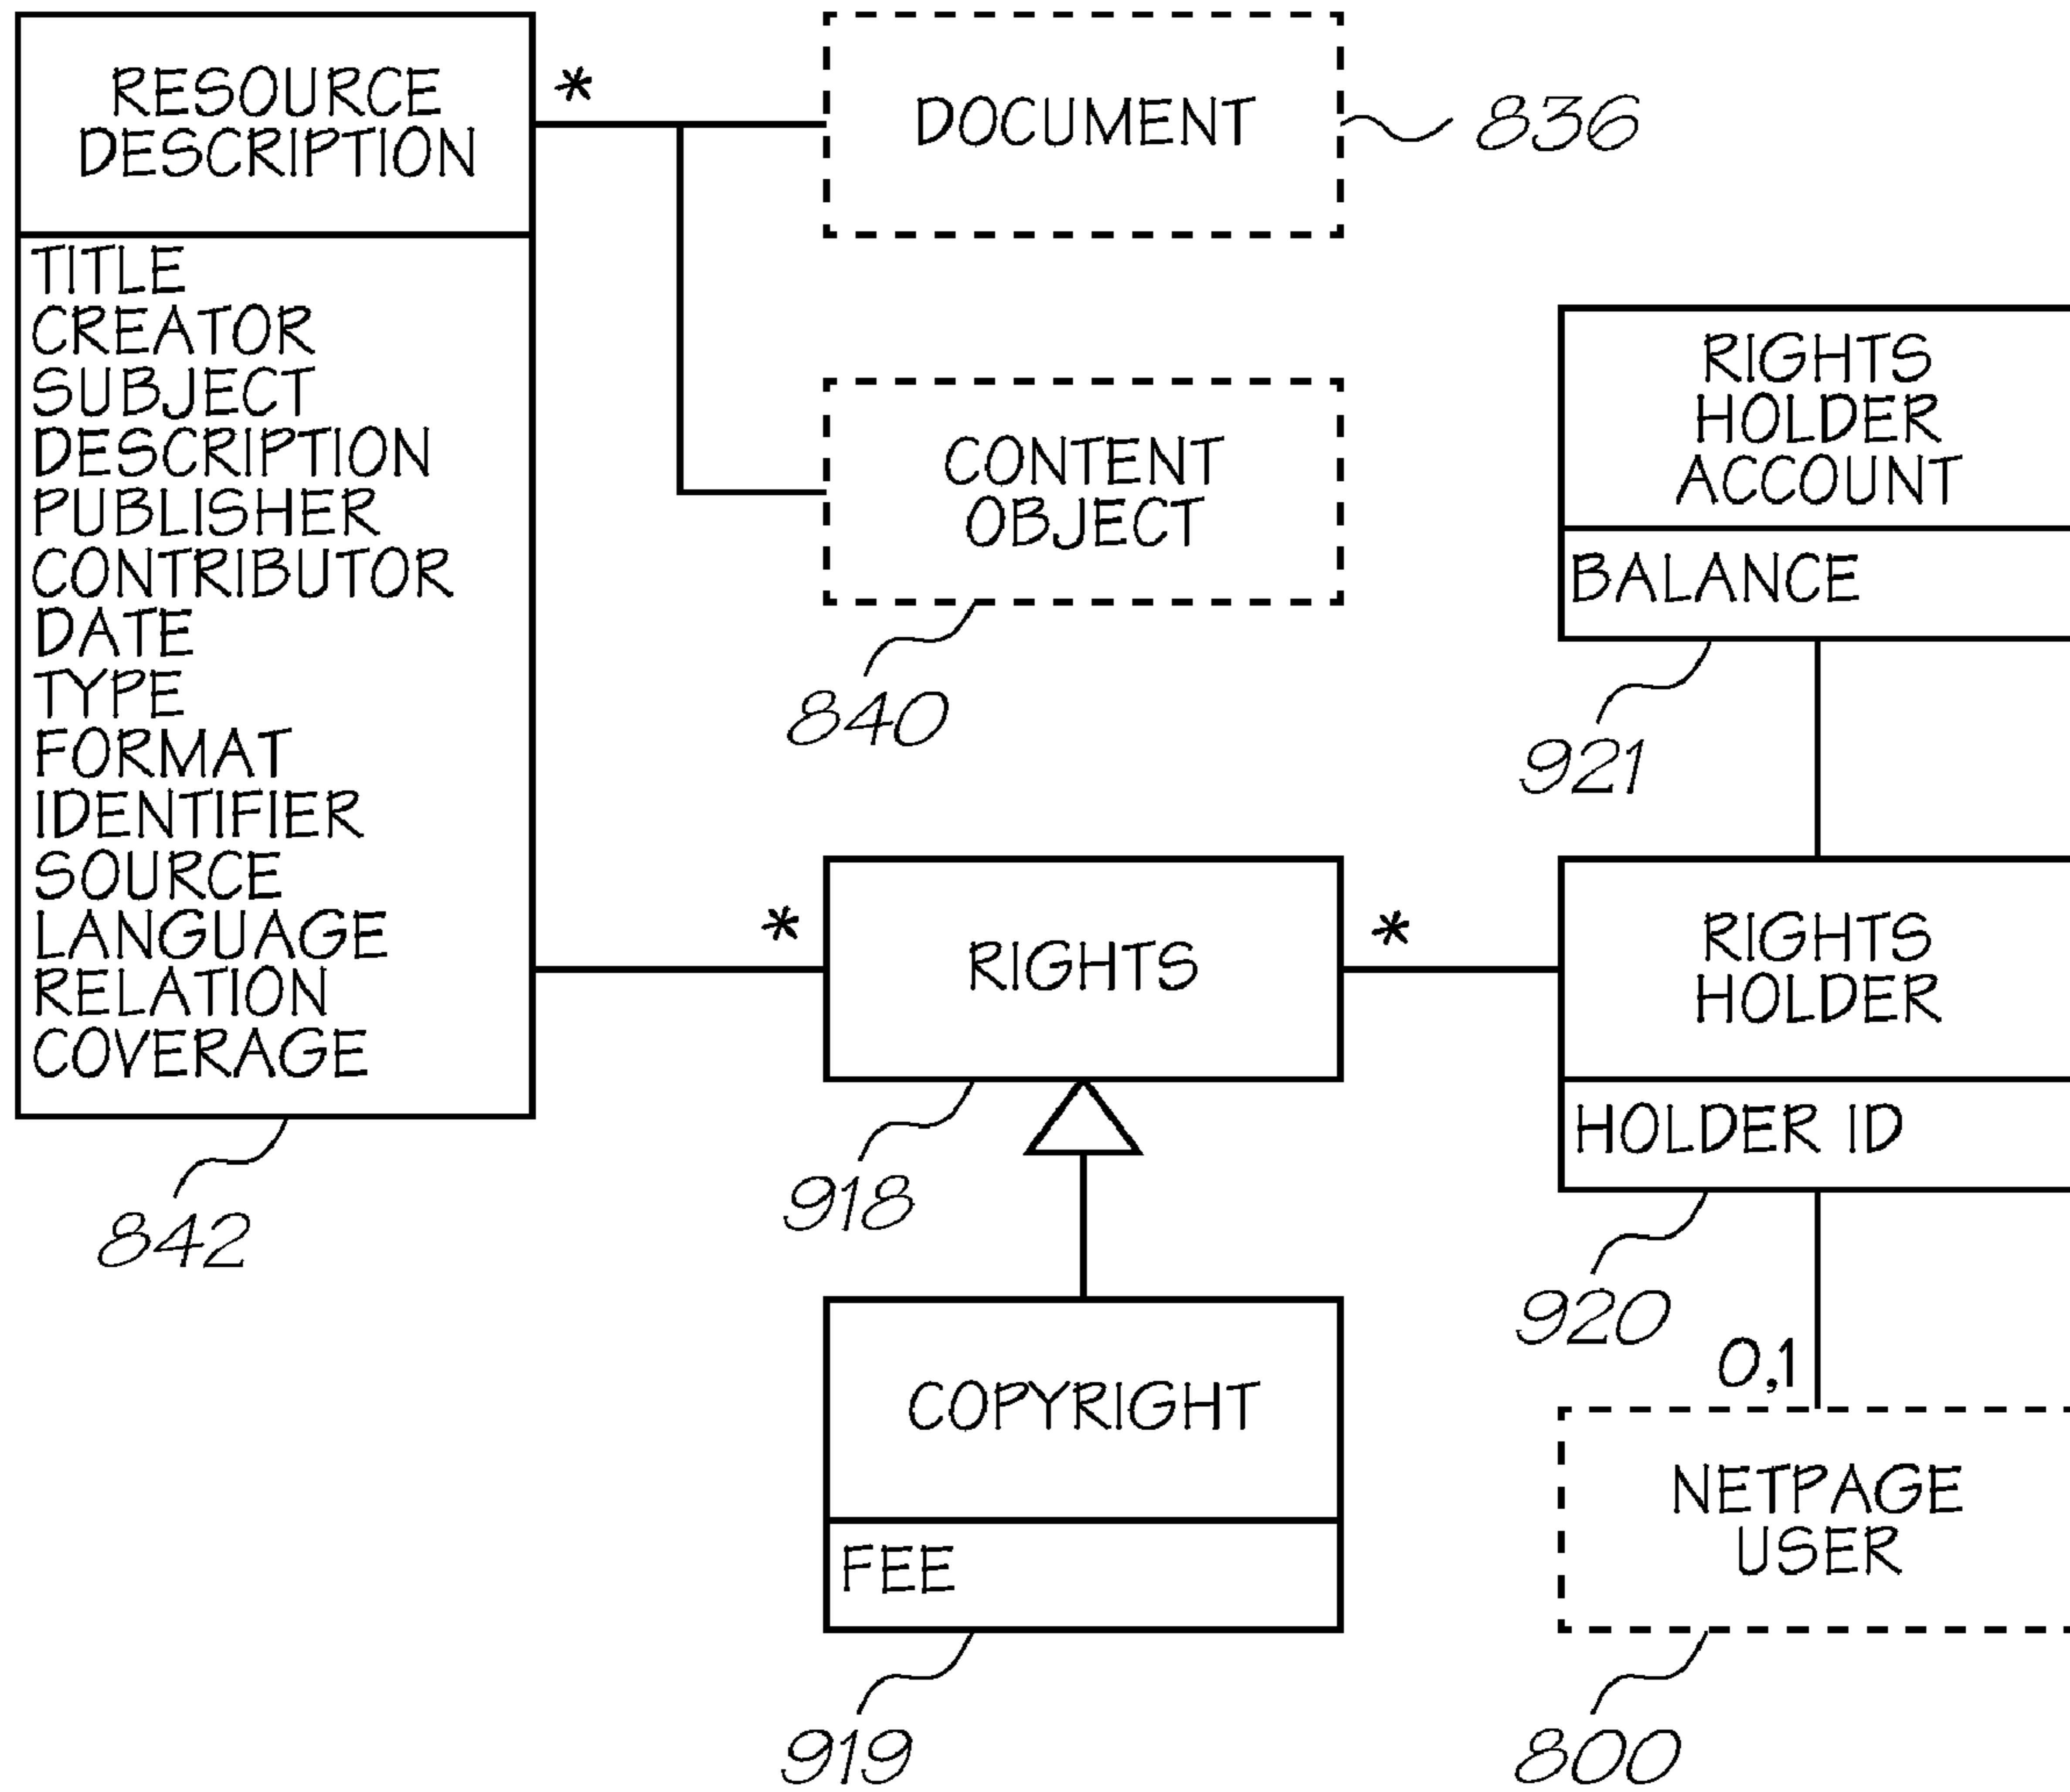 RESOURCE
DESCRIPTION
TITLE
CREATOR
SUBJECT
DESCRIPTION
PUBLISHER
CONTRIBUTOR
DATE
TYPE
FORMAT
IDENTIFIER
SOURCE
LANGUAGE
RELATION
COVERAGE
842
*
DOCUMENT
836
CONTENT
OBJECT
840
*
RIGHTS
*
918
COPYRIGHT
FEE
919
RIGHTS
HOLDER
ACCOUNT
BALANCE
921
RIGHTS
HOLDER
HOLDER ID
920
0,1
NETPAGE
USER
800